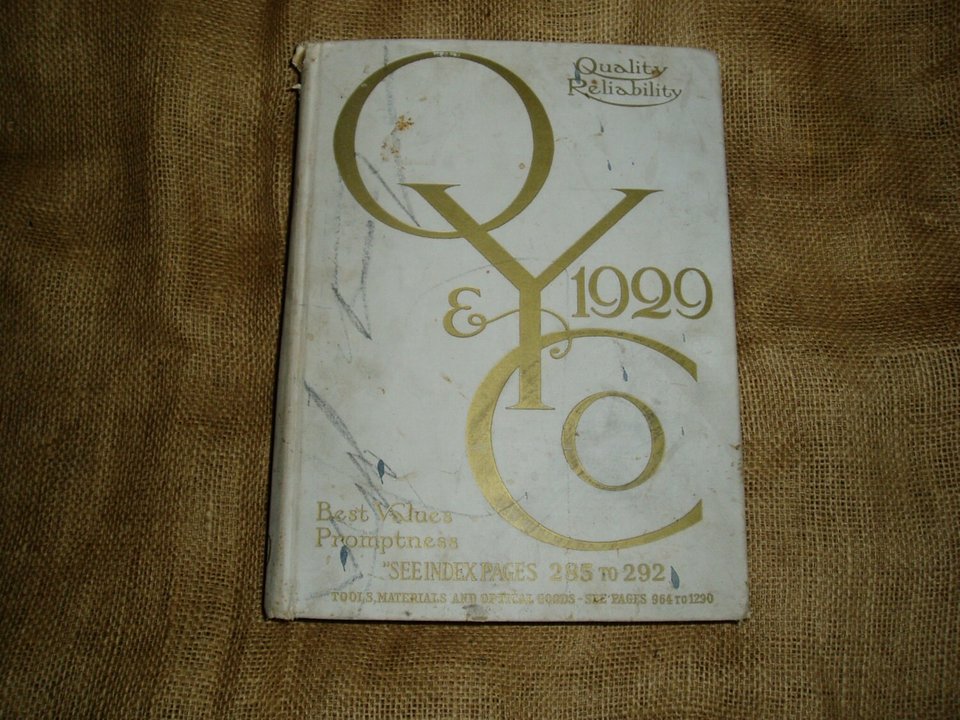 Quality
Reliability
QY
& 1929
Co
Best Values
Promptness
"SEE INDEX PAGES 285 TO 292
TOOLS, MATERIALS AND OPTICAL GOODS - SEE PAGES 964 TO 1290